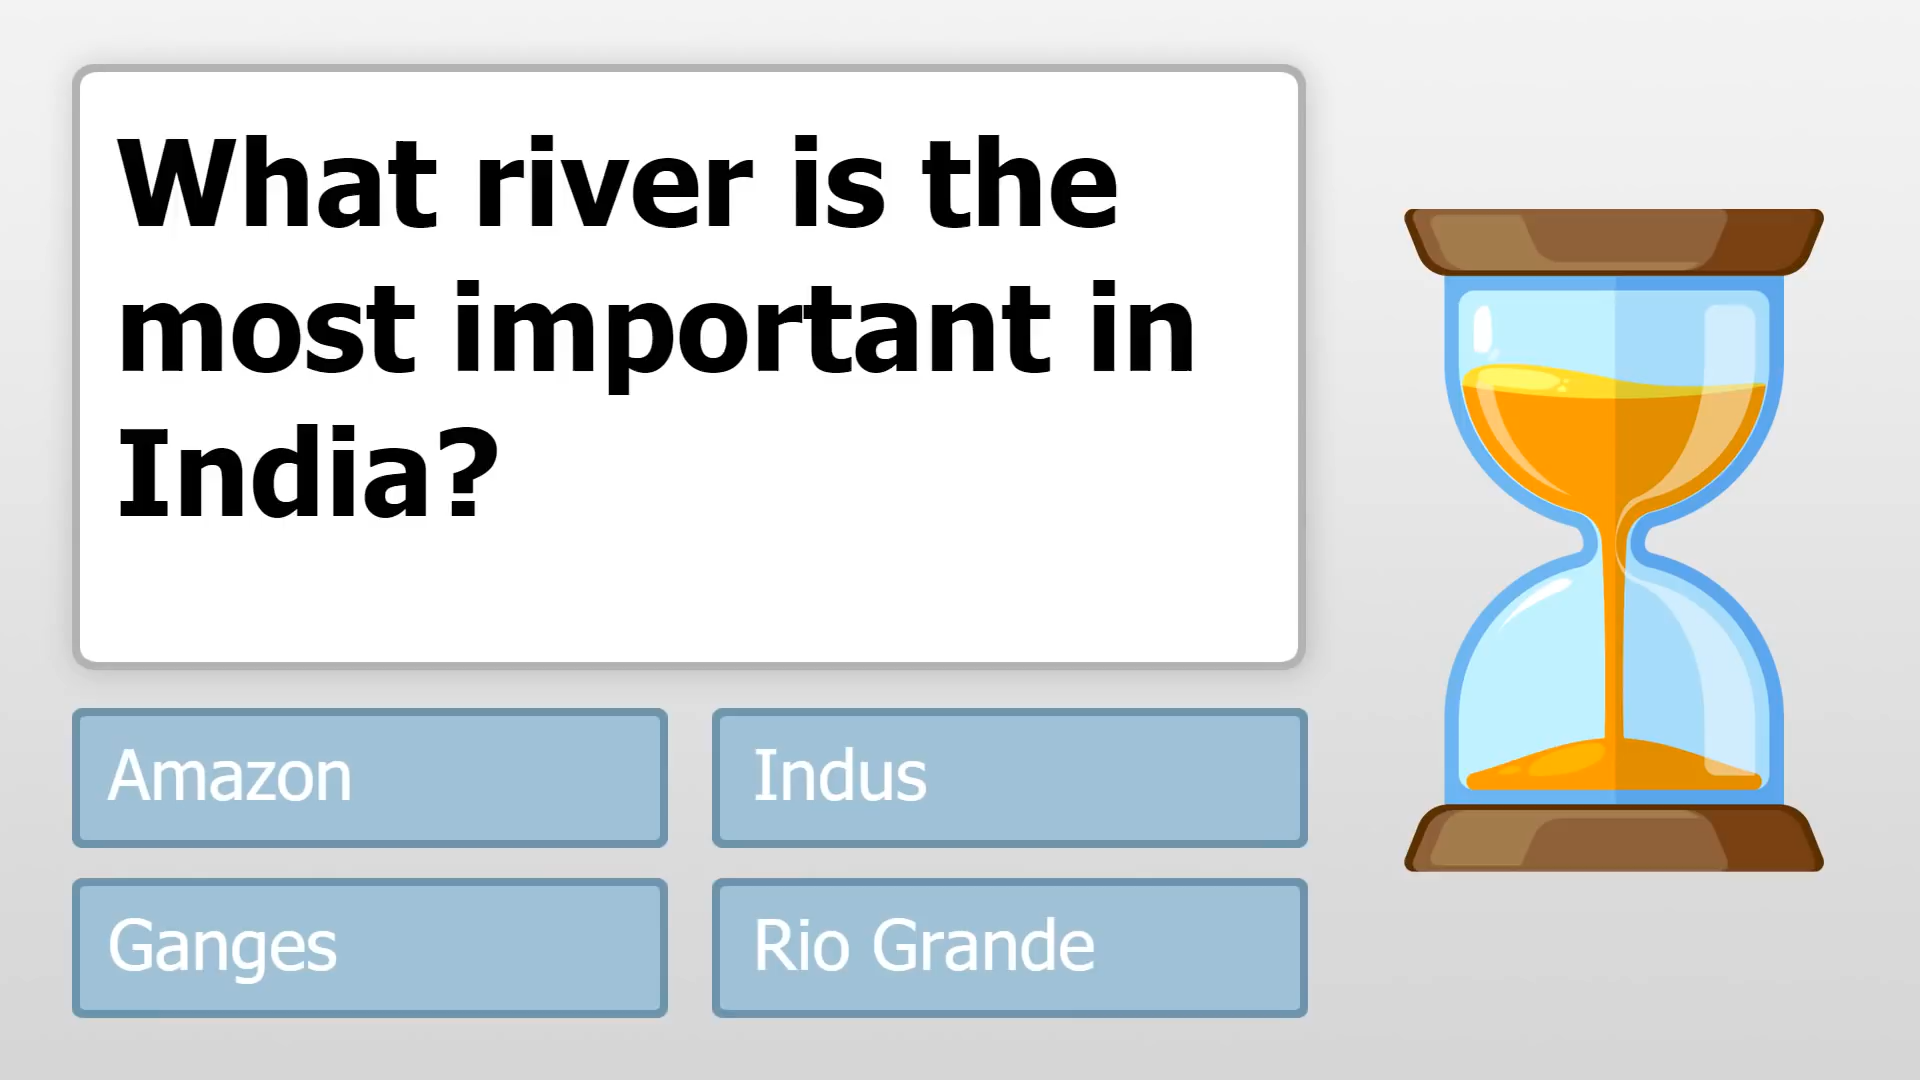 What river is the
most important in
India?
Amazon
Indus
Ganges
Rio Grande